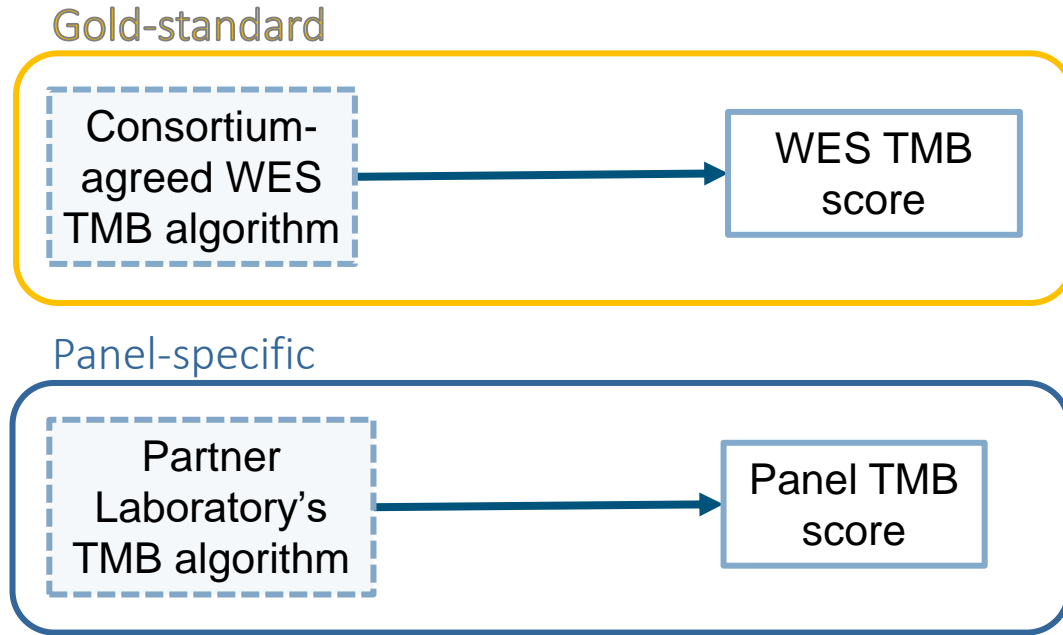 Gold-standard
Consortium-
agreed WES
TMB algorithm
WES TMB
score
Panel-specific
Partner
Laboratory’s
TMB algorithm
Panel TMB
score